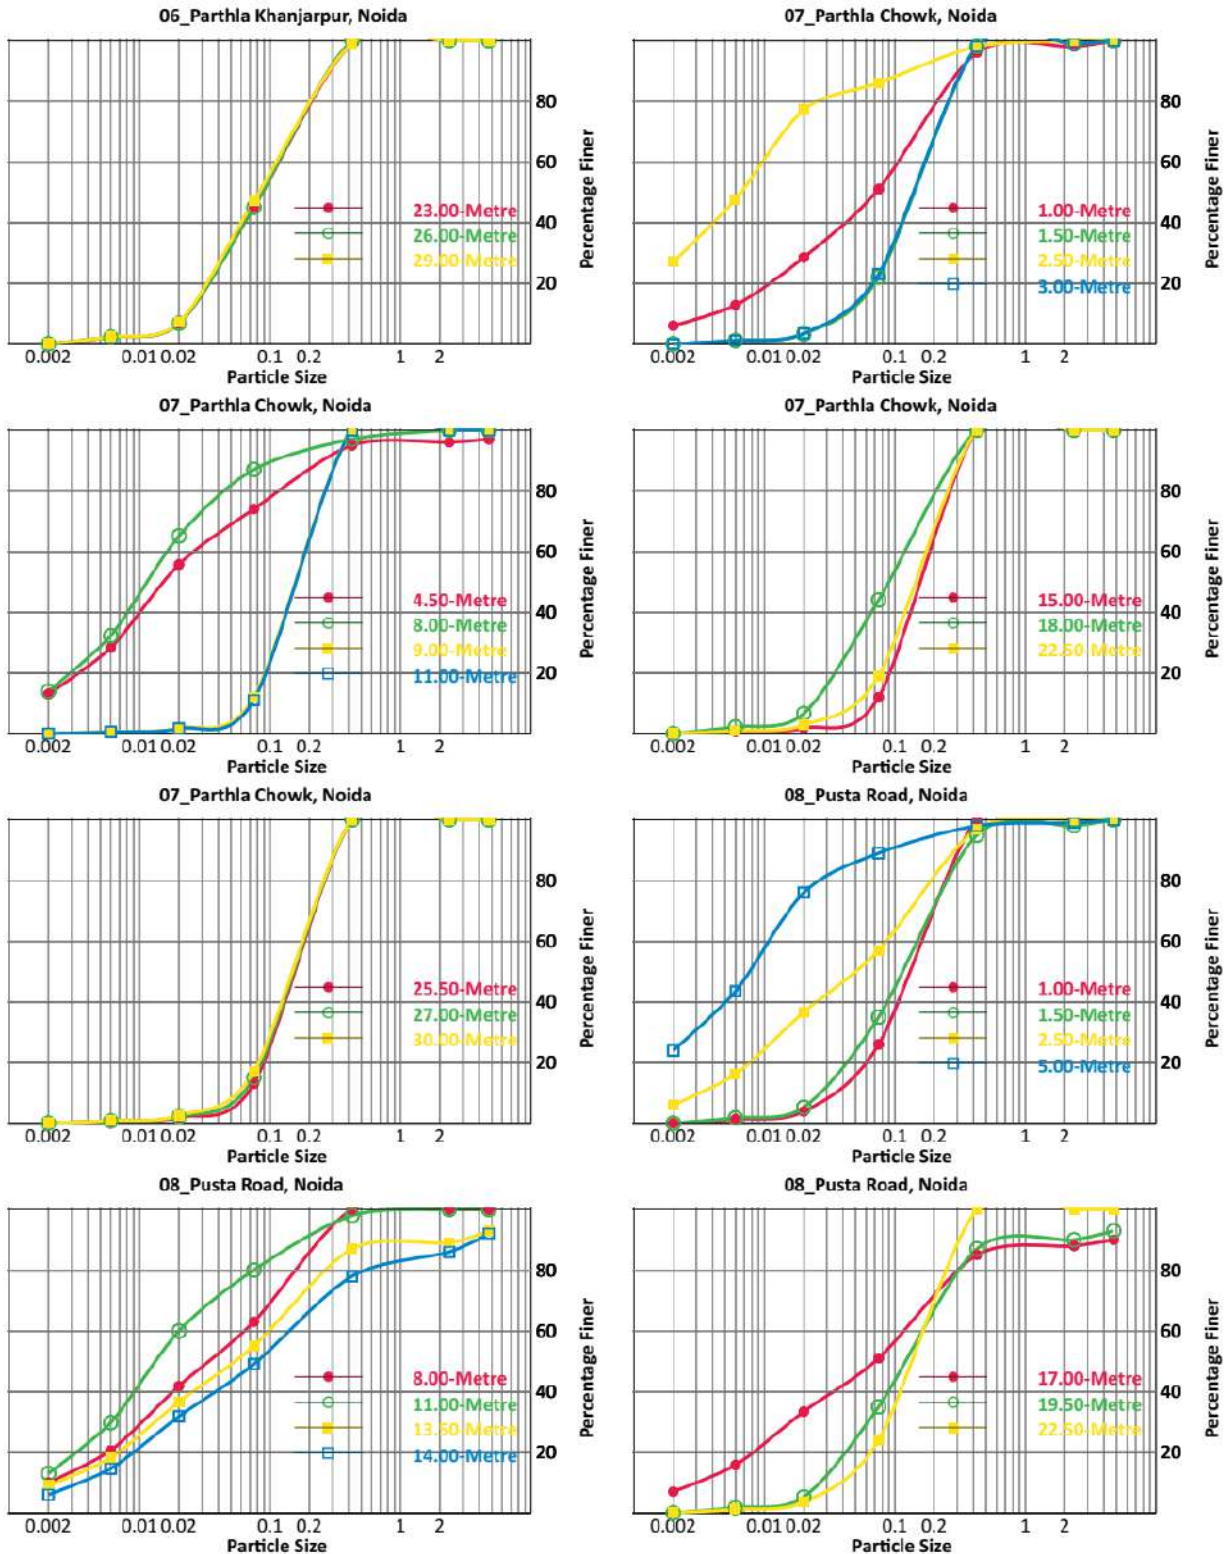 06_Parthla Khanjarpur, Noida
80
60
40
20
Percentage Finer
23.00-Metre
26.00-Metre
29.00-Metre
0.002 0.01 0.02 0.1 0.2 1 2
Particle Size
07_Parthla Chowk, Noida
80
60
40
20
Percentage Finer
1.00-Metre
1.50-Metre
2.50-Metre
3.00-Metre
0.002 0.01 0.02 0.1 0.2 1 2
Particle Size
07_Parthla Chowk, Noida
80
60
40
20
Percentage Finer
4.50-Metre
8.00-Metre
9.00-Metre
11.00-Metre
0.002 0.01 0.02 0.1 0.2 1 2
Particle Size
07_Parthla Chowk, Noida
80
60
40
20
Percentage Finer
15.00-Metre
18.00-Metre
22.50-Metre
0.002 0.01 0.02 0.1 0.2 1 2
Particle Size
07_Parthla Chowk, Noida
80
60
40
20
Percentage Finer
25.50-Metre
27.00-Metre
30.00-Metre
0.002 0.01 0.02 0.1 0.2 1 2
Particle Size
08_Pusta Road, Noida
80
60
40
20
Percentage Finer
1.00-Metre
1.50-Metre
2.50-Metre
5.00-Metre
0.002 0.01 0.02 0.1 0.2 1 2
Particle Size
08_Pusta Road, Noida
80
60
40
20
Percentage Finer
8.00-Metre
11.00-Metre
13.50-Metre
14.00-Metre
0.002 0.01 0.02 0.1 0.2 1 2
Particle Size
08_Pusta Road, Noida
80
60
40
20
Percentage Finer
17.00-Metre
19.50-Metre
22.50-Metre
0.002 0.01 0.02 0.1 0.2 1 2
Particle Size